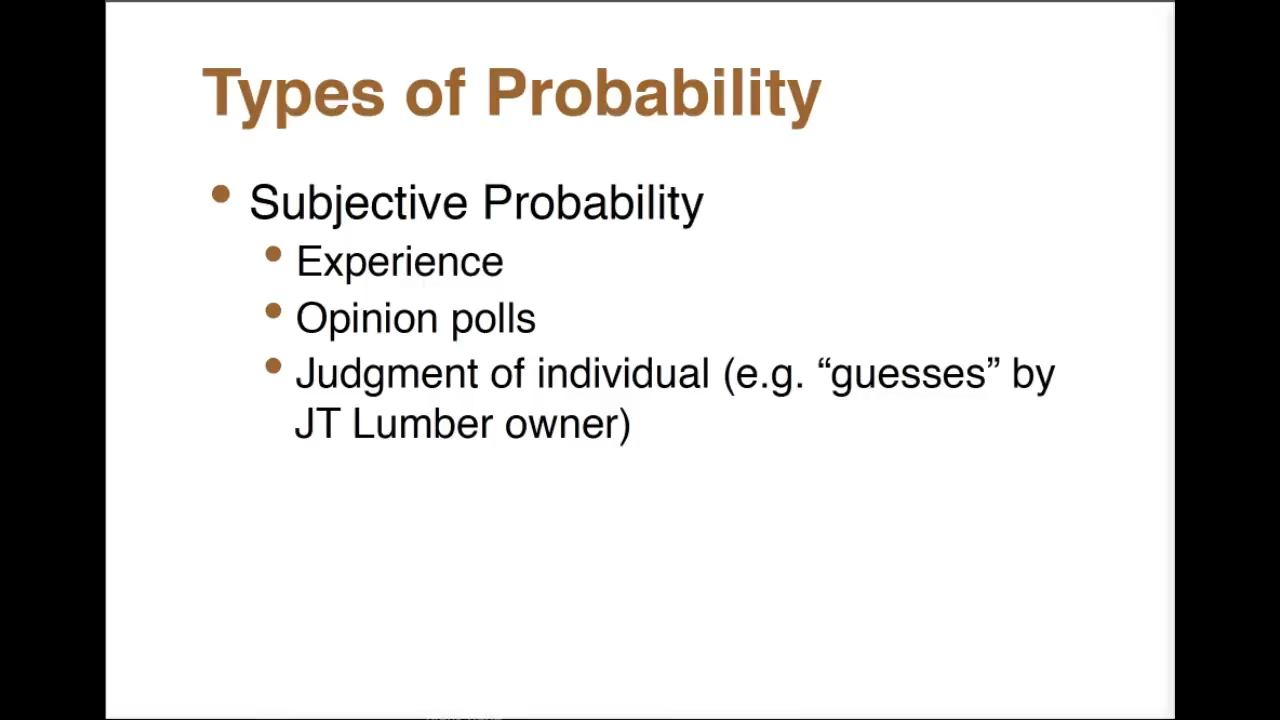 Types of Probability
• Subjective Probability
• Experience
• Opinion polls
• Judgment of individual (e.g. “guesses” by
JT Lumber owner)